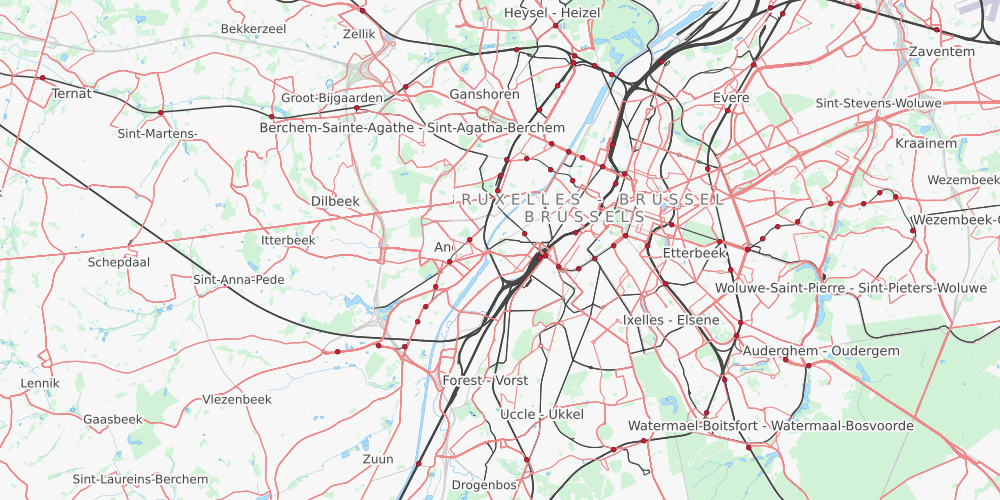 Heysel - Heizel
Bekkerzeel
Zellik
Zaventem
Ternat
Groot-Bijgaarden
Ganshoren
Evere
Sint-Stevens-Woluwe
Sint-Martens-
Berchem-Sainte-Agathe - Sint-Agatha-Berchem
Kraainem
Wezembeek
Dilbeek
RUXELLES - BRUSSEL
BRUSSELS
Wezembeek-O
Itterbeek
An
Etterbeek
Schepdaal
Sint-Anna-Pede
Woluwe-Saint-Pierre - Sint-Pieters-Woluwe
Ixelles - Elsene
Auderghem - Oudergem
Lennik
Forest - Vorst
Vlezenbeek
Gaasbeek
Uccle - Ukkel
Watermael-Boitsfort - Watermaal-Bosvoorde
Zuun
Sint-Laureins-Berchem
Drogenbos